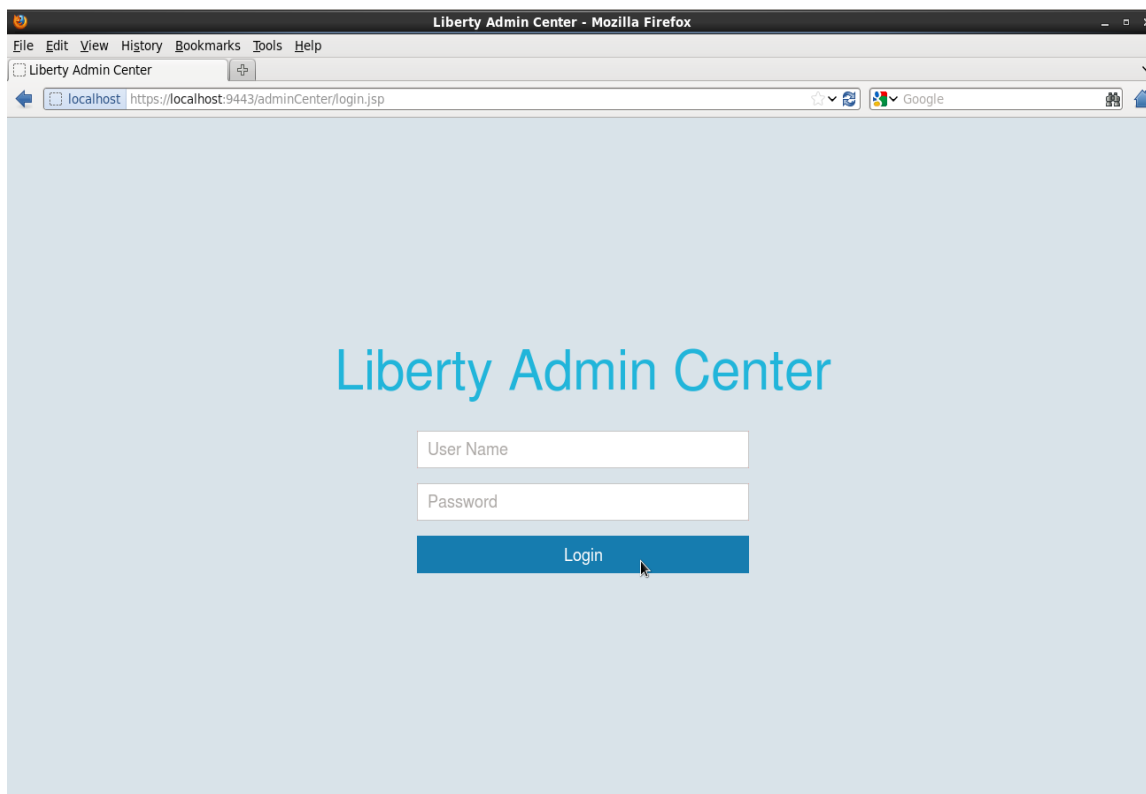 Liberty Admin Center - Mozilla Firefox
File Edit View History Bookmarks Tools Help
Liberty Admin Center
localhost https://localhost:9443/adminCenter/login.jsp Google
Liberty Admin Center
User Name
Password
Login